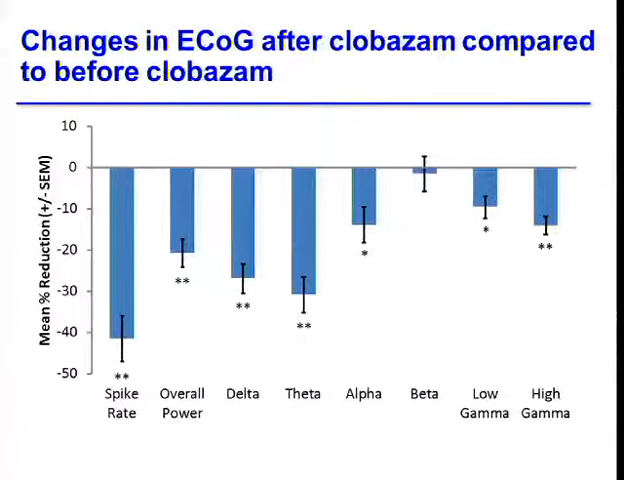 Changes in ECoG after clobazam compared
to before clobazam
Mean % Reduction (+/- SEM)
10
0
-10
-20
-30
-40
-50
**
**
**
**
*
*
**
Spike Rate
Overall Power
Delta
Theta
Alpha
Beta
Low Gamma
High Gamma